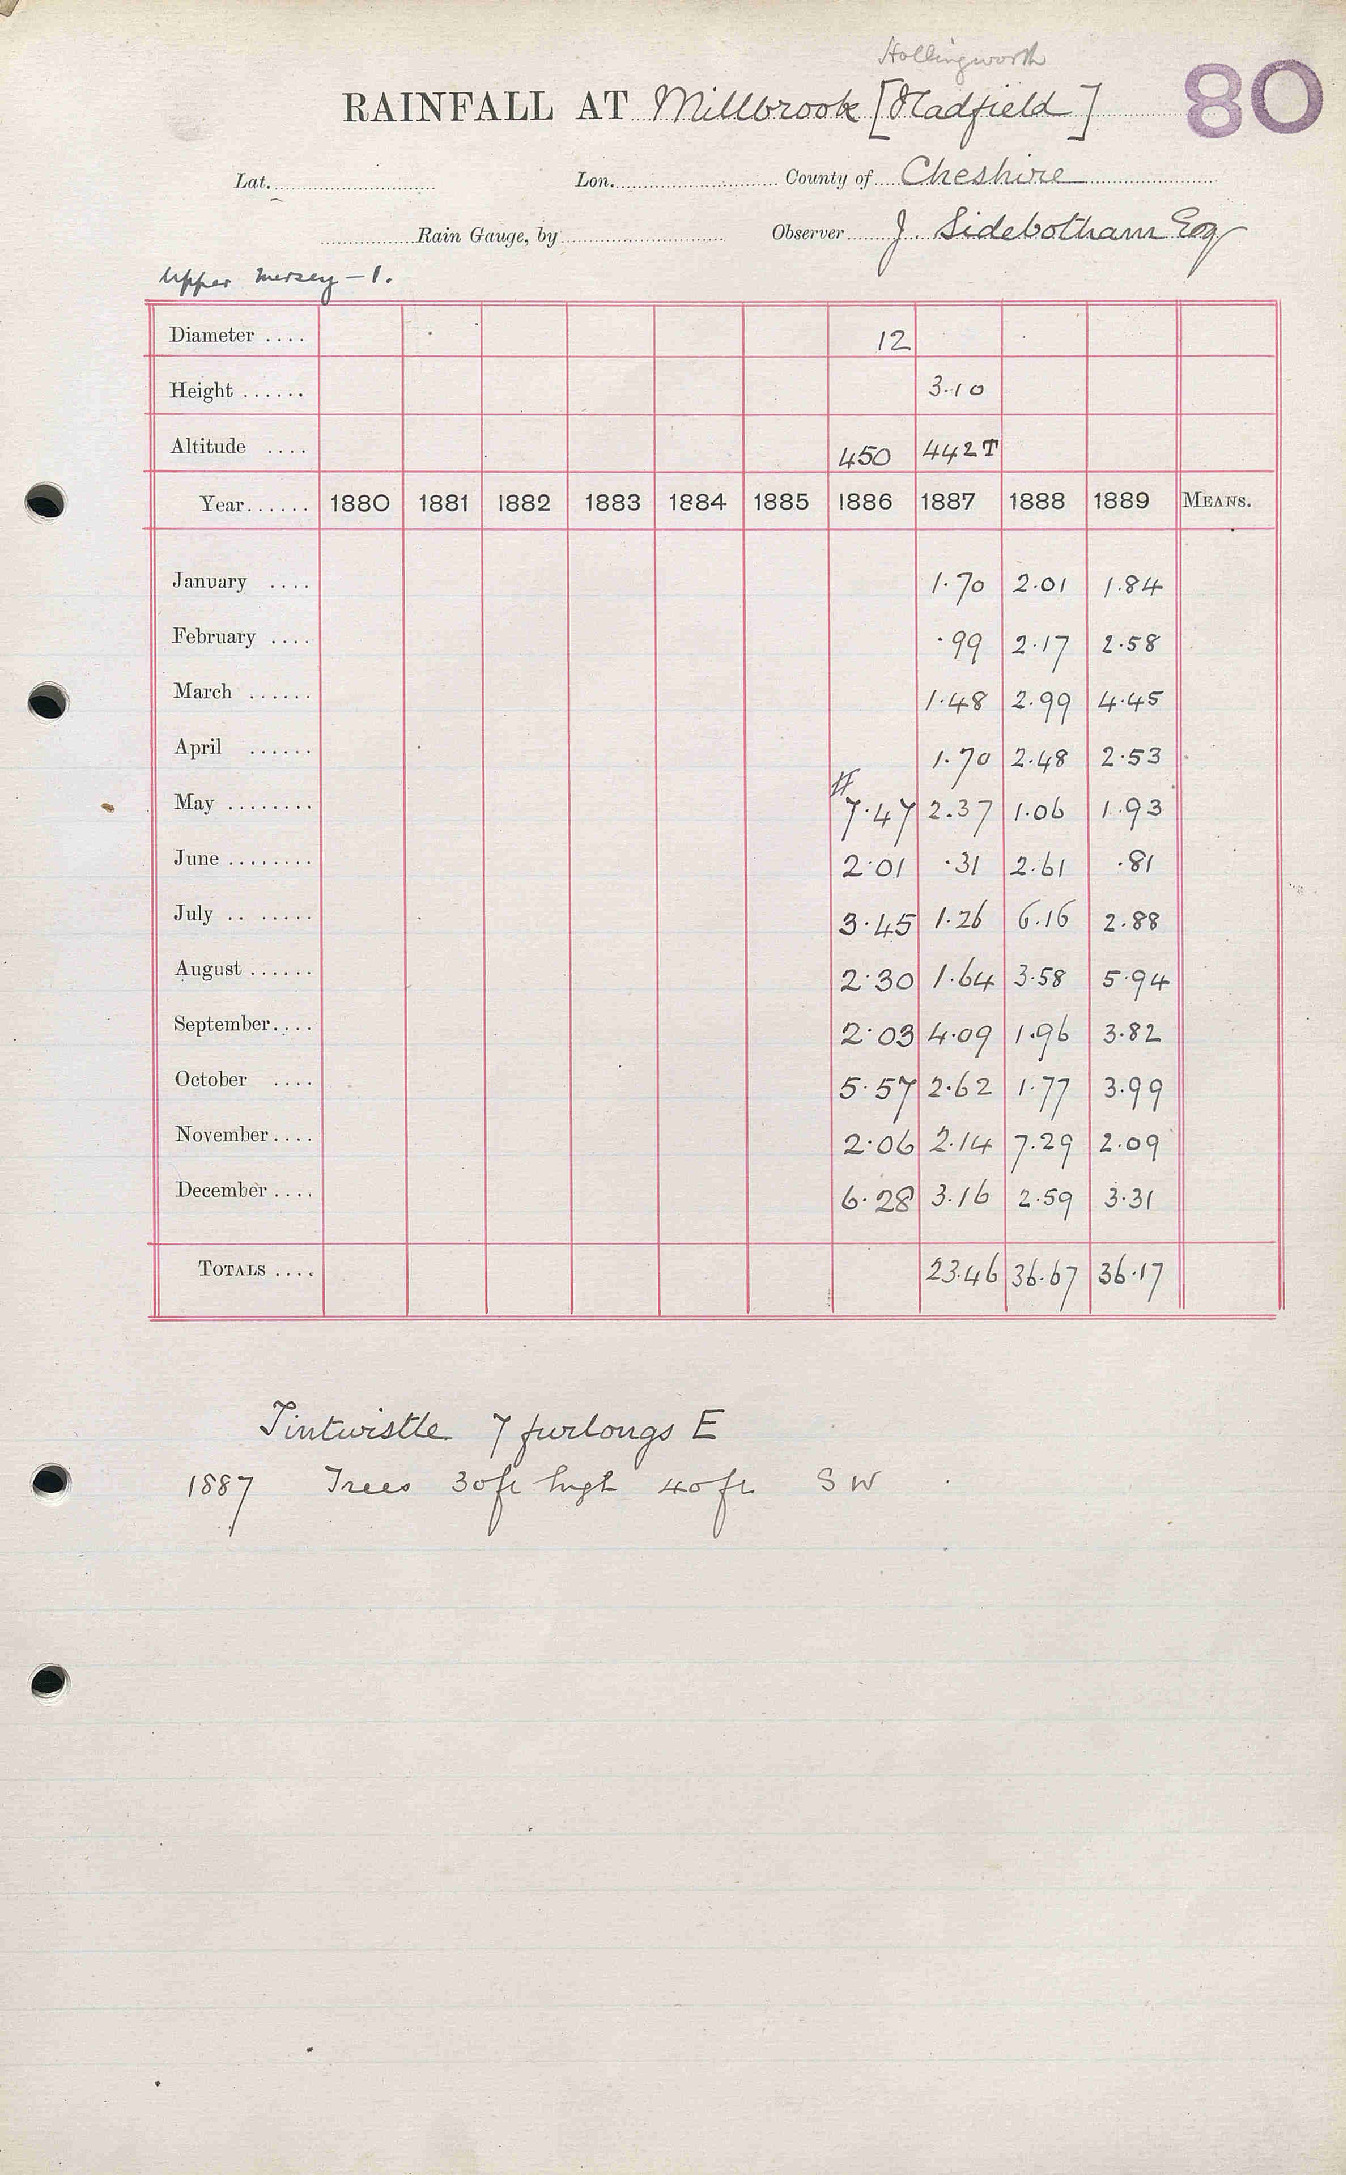 Hollingworth
RAINFALL AT Millbrook [Hadfield] 80
Lat. Lon. County of Cheshire
Rain Gauge, by Observer J. Sidebotham Esq
Upper Mersey – 1.
Diameter .... 12
Height ...... 3.10
Altitude .... 450 442T
Year...... 1880 1881 1882 1883 1884 1885 1886 1887 1888 1889 MEANS.
January .... 1.70 2.01 1.84
February .... .99 2.17 2.58
March ...... 1.48 2.99 4.45
April ...... 1.70 2.48 2.53
#
May ........ 7.47 2.37 1.06 1.93
June ........ 2.01 .31 2.61 .81
July .. ..... 3.45 1.26 6.16 2.88
August ...... 2.30 1.64 3.58 5.94
September.... 2.03 4.09 1.96 3.82
October .... 5.57 2.62 1.77 3.99
November.... 2.06 2.14 7.29 2.09
December.... 6.28 3.16 2.59 3.31
TOTALS .... 23.46 36.67 36.17
Tintwistle 7 furlongs E
1887 Trees 30ft high 40ft. SW